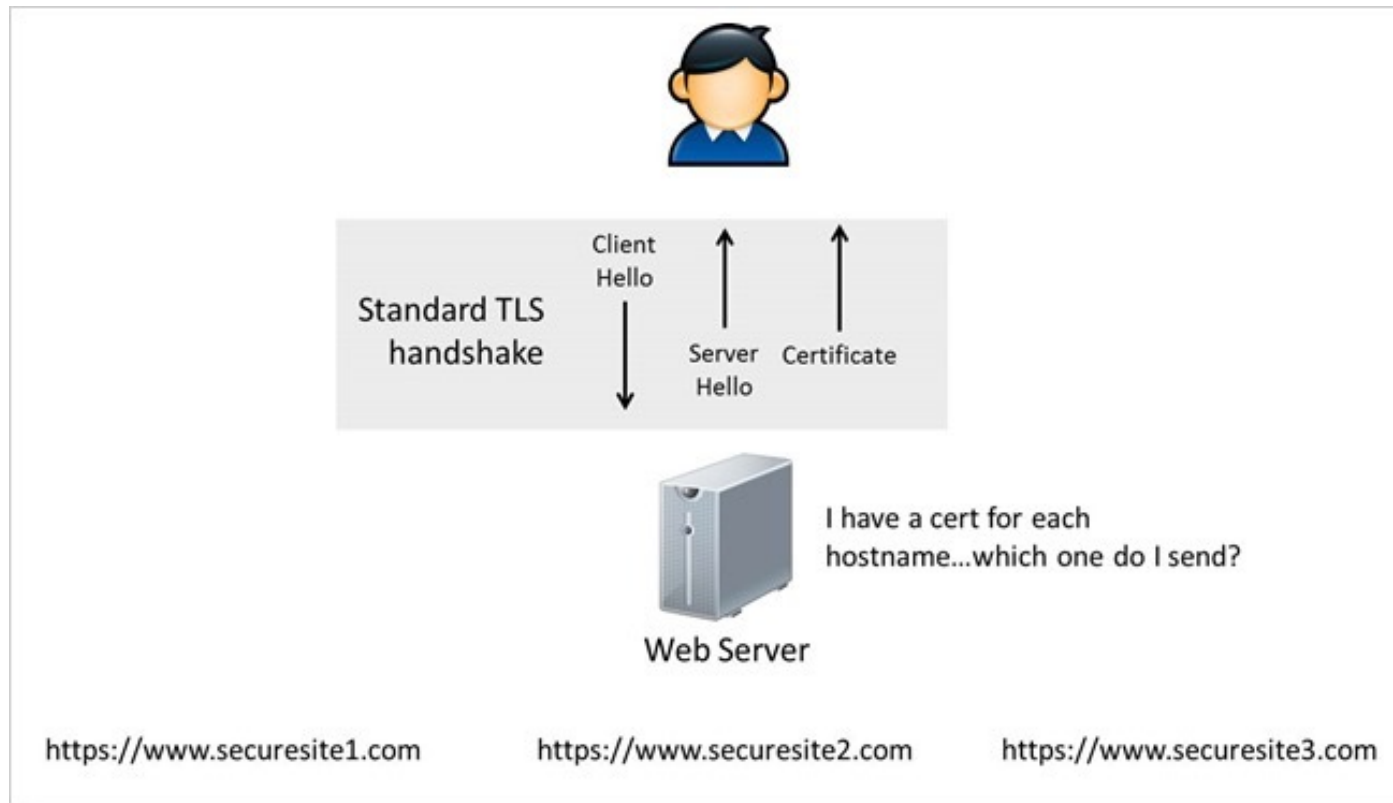 Client
Hello
Standard TLS
handshake
Server
Hello
Certificate
I have a cert for each
hostname...which one do I send?
Web Server
https://www.securesite1.com
https://www.securesite2.com
https://www.securesite3.com